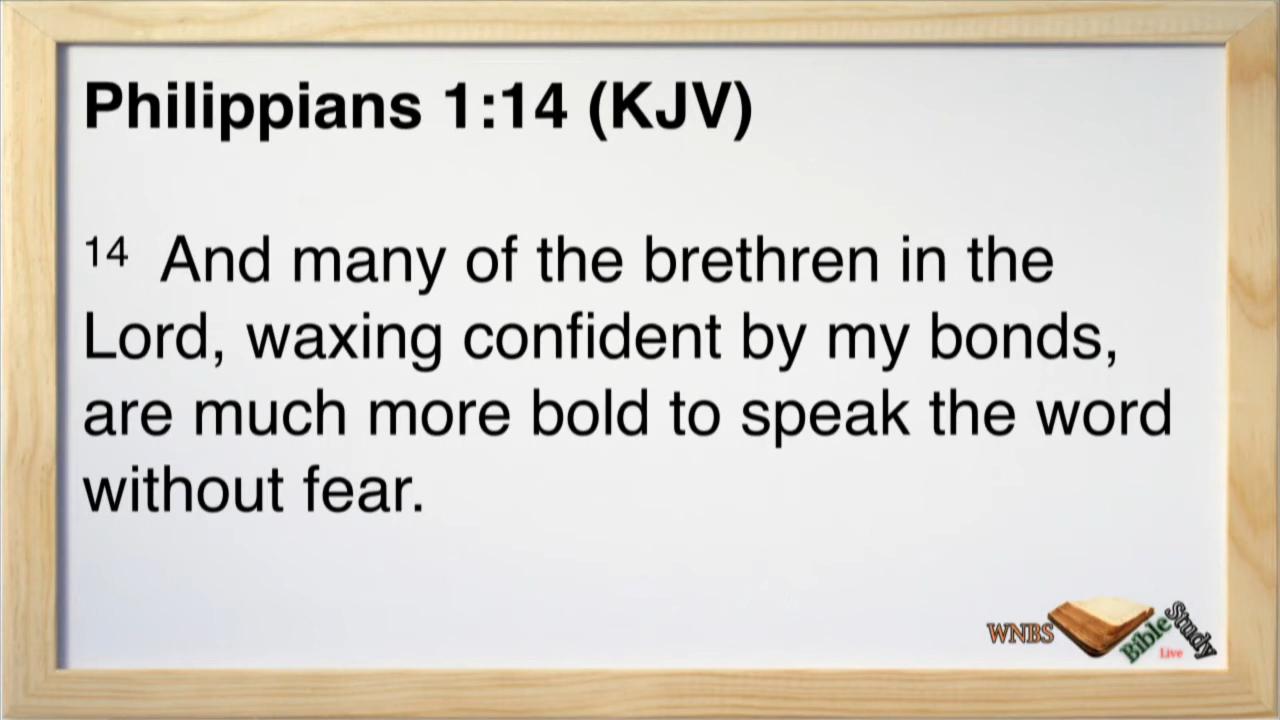 Philippians 1:14 (KJV)
14 And many of the brethren in the
Lord, waxing confident by my bonds,
are much more bold to speak the word
without fear.
WNBS
Bible
Study
Live